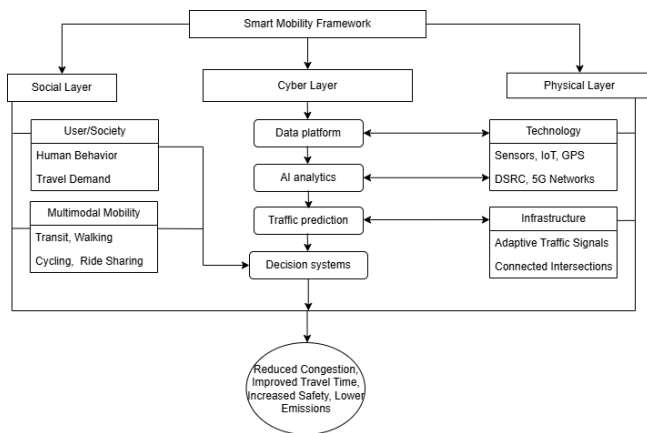 Smart Mobility Framework
Social Layer
Cyber Layer
Physical Layer
User/Society
Human Behavior
Travel Demand
Multimodal Mobility
Transit, Walking
Cycling, Ride Sharing
Data platform
AI analytics
Traffic prediction
Decision systems
Technology
Sensors, IoT, GPS
DSRC, 5G Networks
Infrastructure
Adaptive Traffic Signals
Connected Intersections
Reduced Congestion,
Improved Travel Time,
Increased Safety, Lower
Emissions